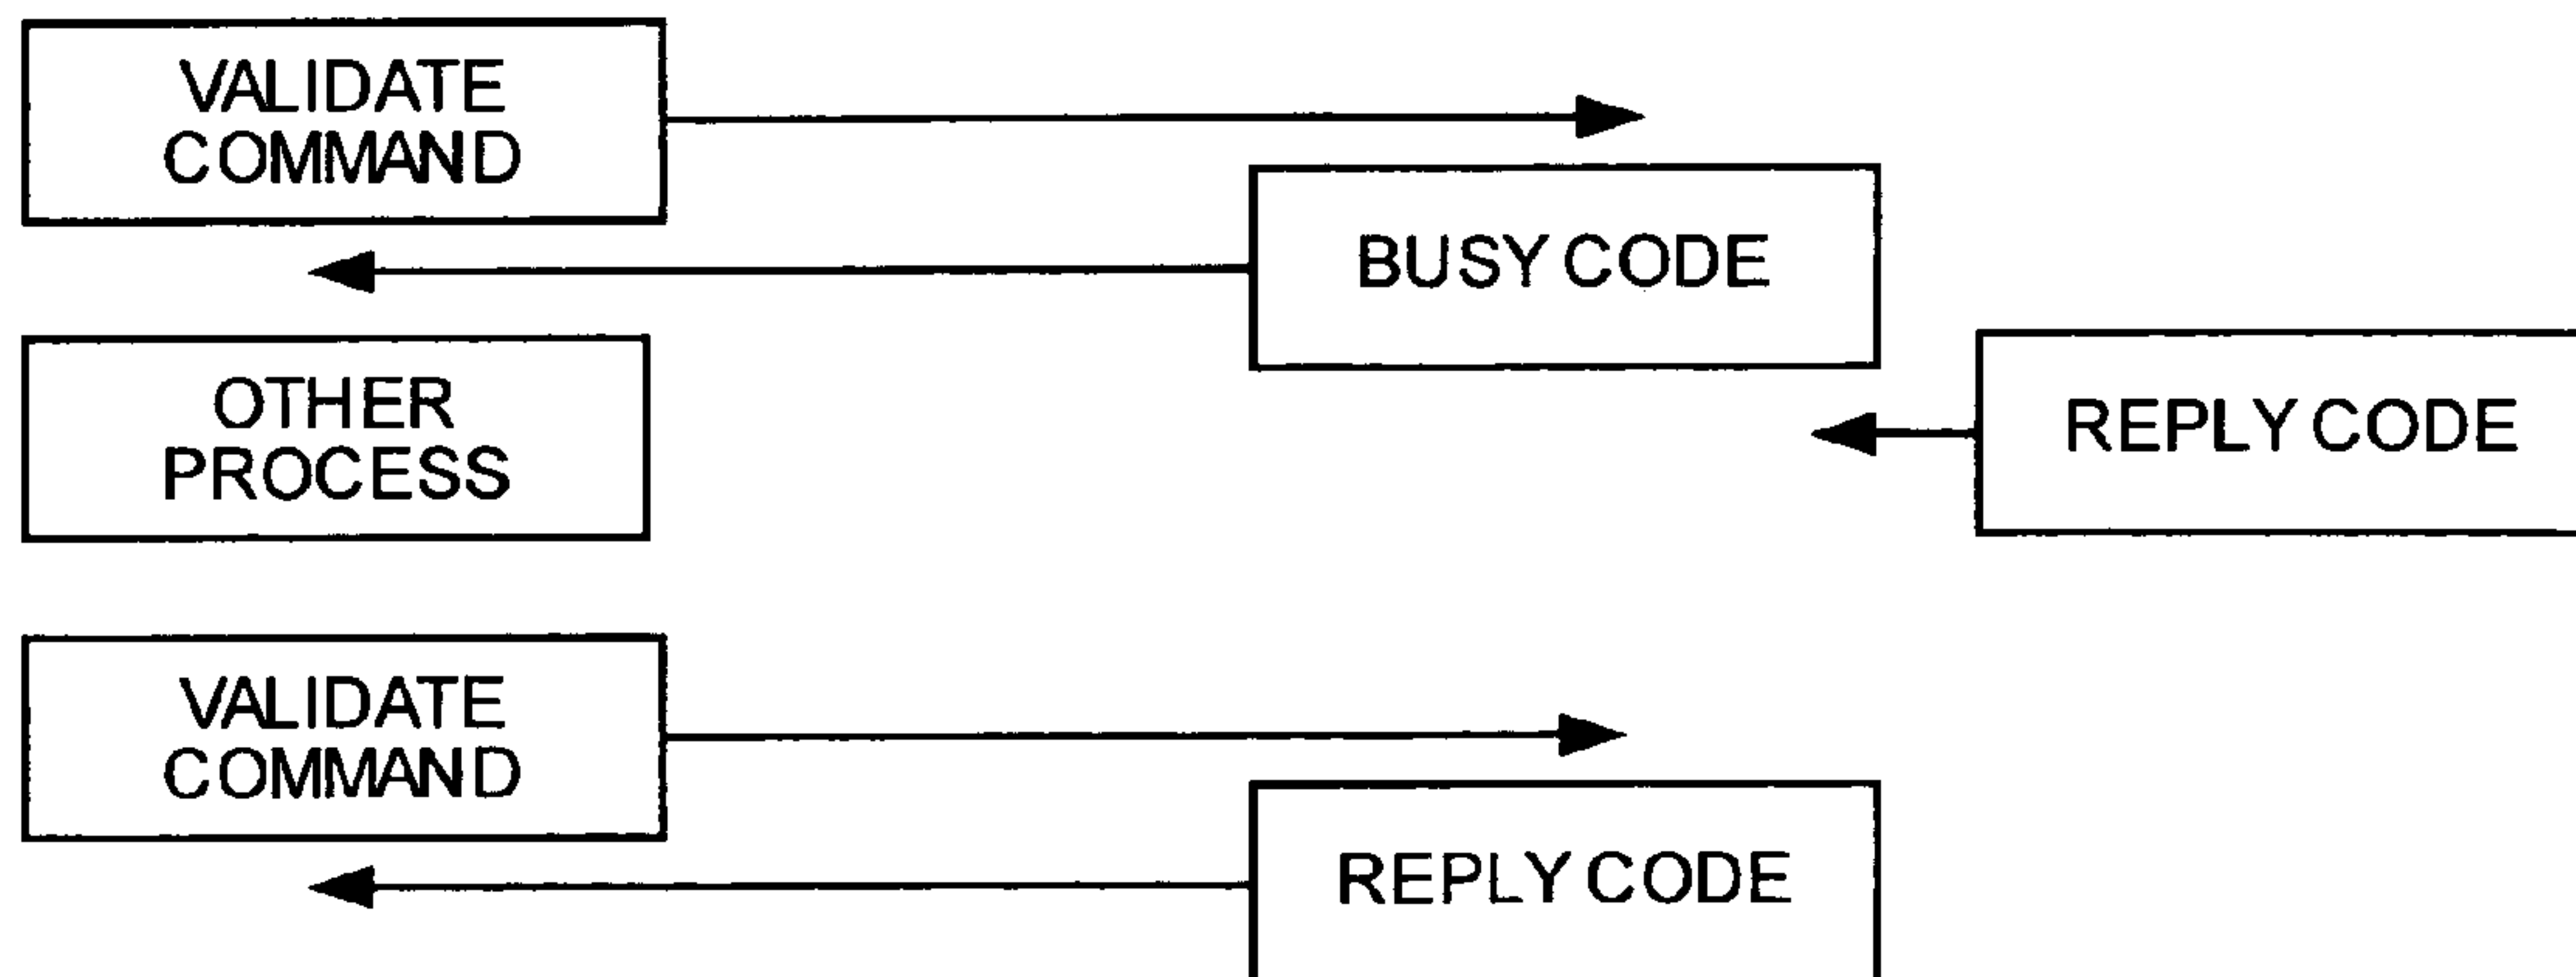 VALIDATE
COMMAND
BUSY CODE
OTHER
PROCESS
REPLY CODE
VALIDATE
COMMAND
REPLY CODE